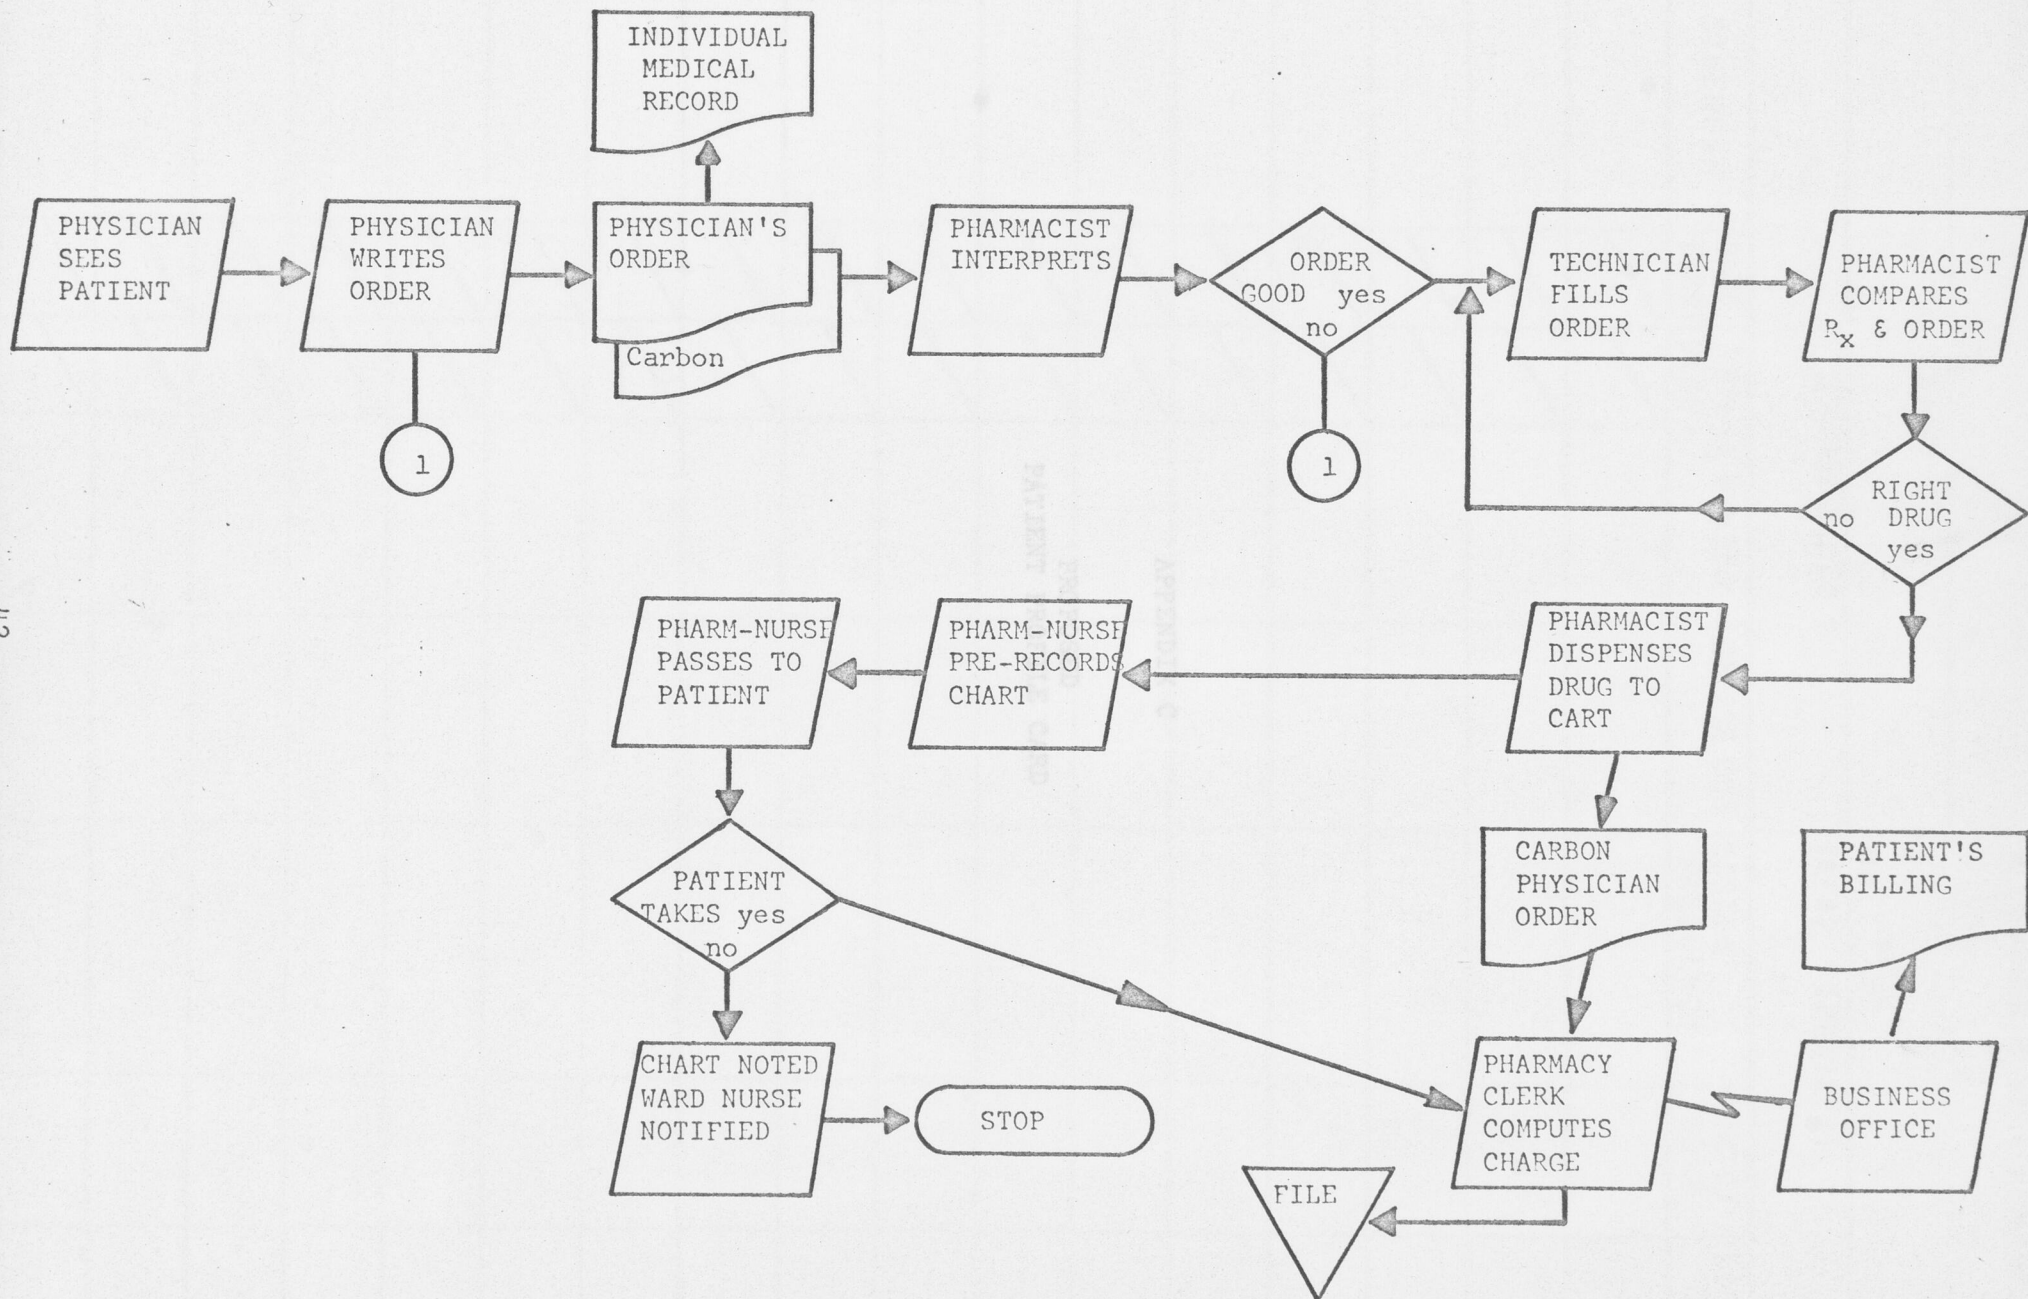 INDIVIDUAL
MEDICAL
RECORD
PHYSICIAN
SEES
PATIENT
PHYSICIAN
WRITES
ORDER
PHYSICIAN'S
ORDER
Carbon
PHARMACIST
INTERPRETS
ORDER
GOOD yes
no
TECHNICIAN
FILLS
ORDER
PHARMACIST
COMPARES
Rx & ORDER
1
1
RIGHT
no DRUG
yes
PHARM-NURSE
PASSES TO
PATIENT
PHARM-NURSE
PRE-RECORDS
CHART
PHARMACIST
DISPENSES
DRUG TO
CART
PATIENT
TAKES yes
no
CARBON
PHYSICIAN
ORDER
PATIENT'S
BILLING
CHART NOTED
WARD NURSE
NOTIFIED
STOP
PHARMACY
CLERK
COMPUTES
CHARGE
BUSINESS
OFFICE
FILE